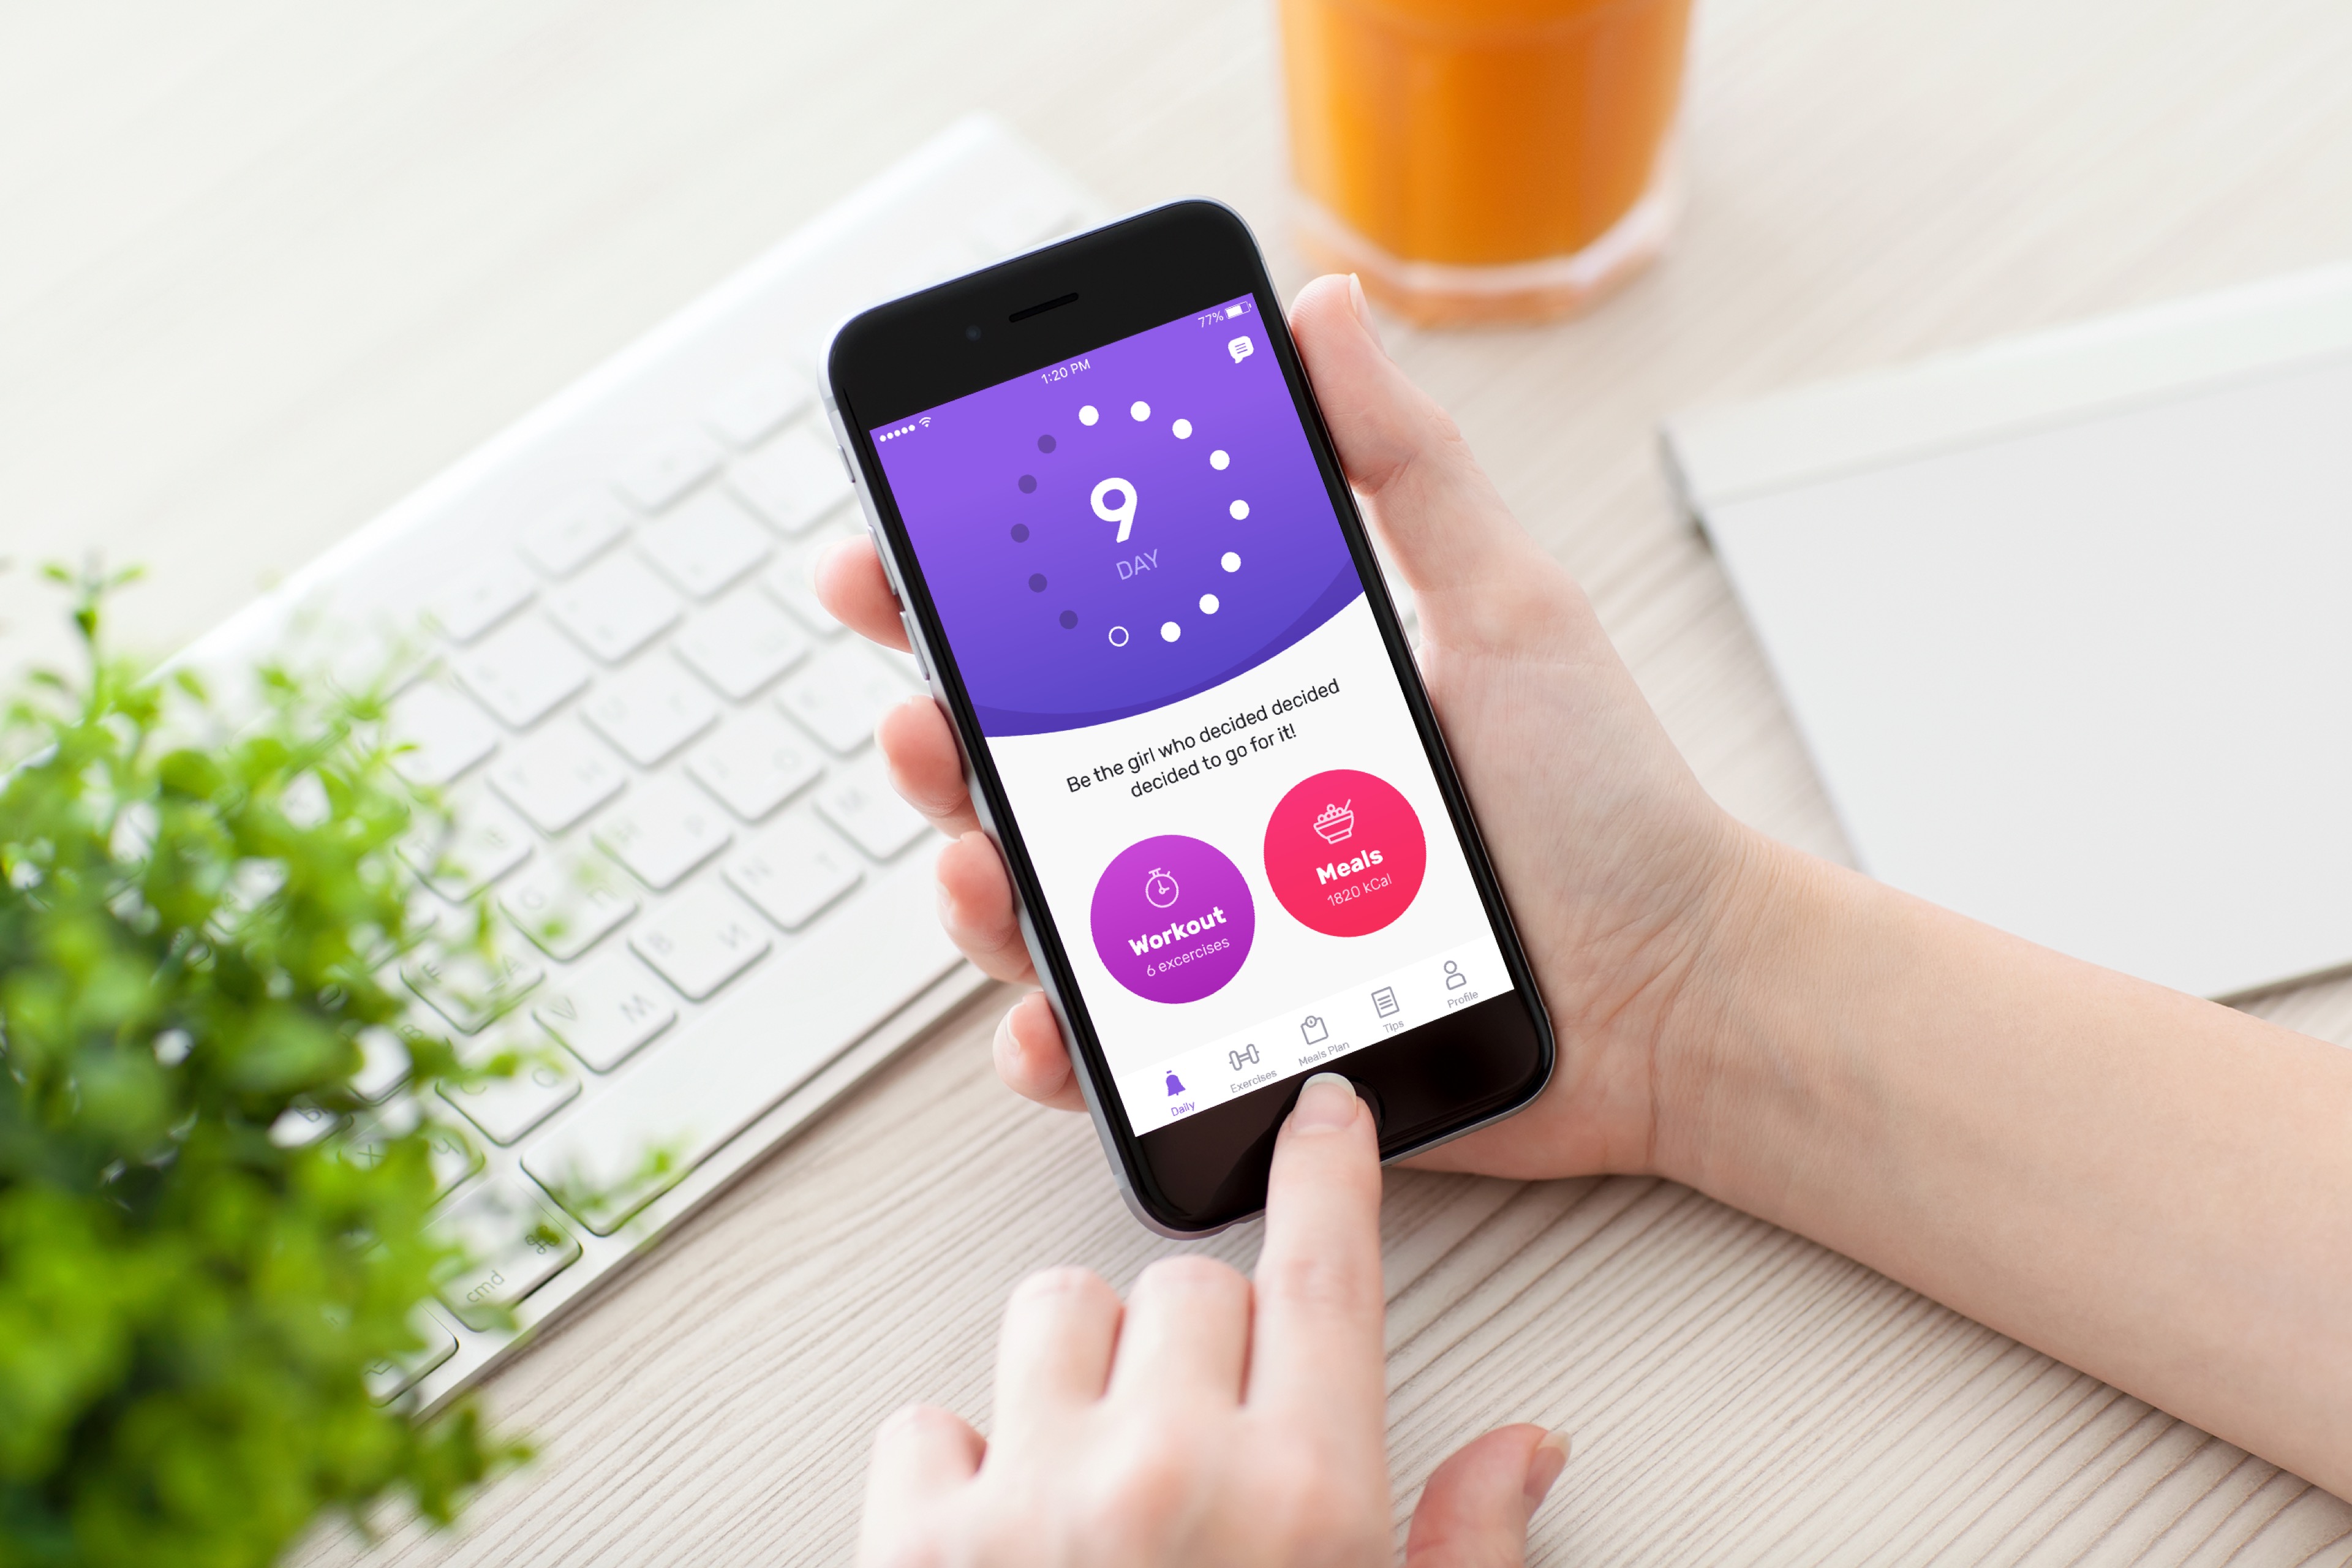 77%
1:20 PM
9
DAY
Be the girl who decided decided
decided to go for it!
Workout
6 excercises
Meals
1820 kCal
Daily
Exercises
Meals Plan
Tips
Profile
cmd
⌘